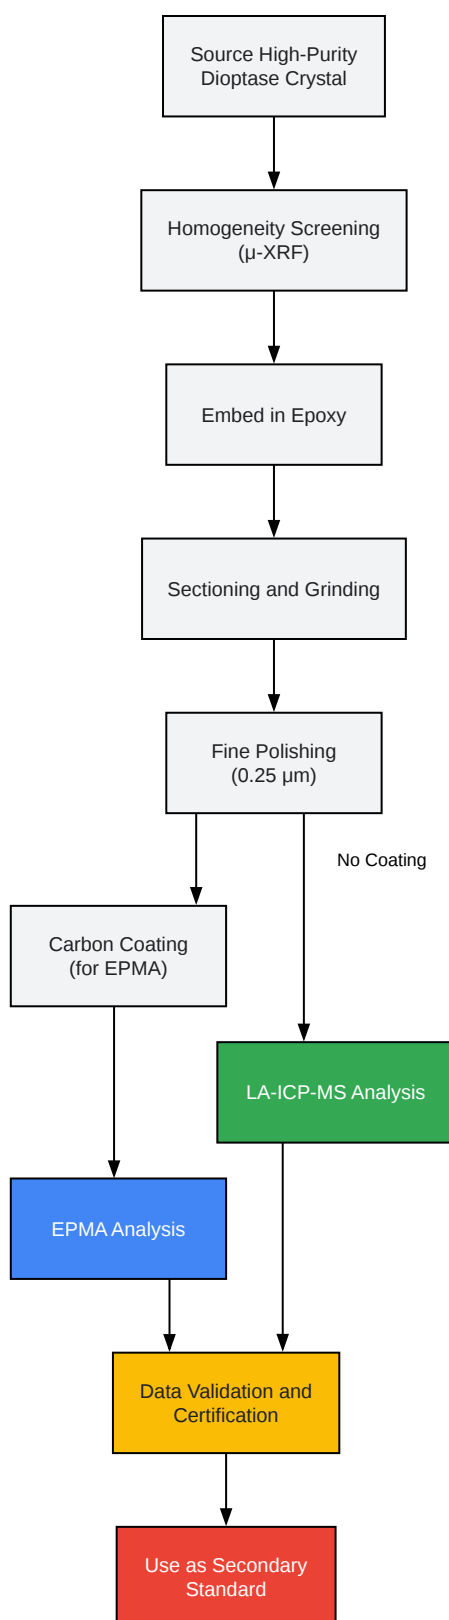 Source High-Purity
Dioptase Crystal
Homogeneity Screening
(μ-XRF)
Embed in Epoxy
Sectioning and Grinding
Fine Polishing
(0.25 μm)
No Coating
Carbon Coating
(for EPMA)
LA-ICP-MS Analysis
EPMA Analysis
Data Validation and
Certification
Use as Secondary
Standard